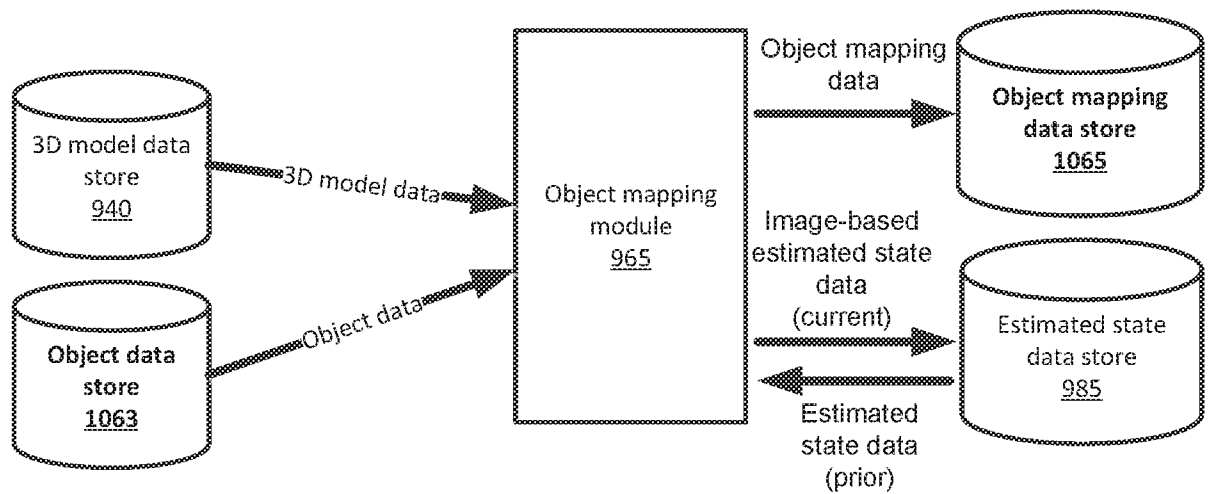 3D model data
store
940
3D model data
Object data
store
1063
Object data
Object mapping
module
965
Object mapping
data
Object mapping
data store
1065
Image-based
estimated state
data
(current)
Estimated state
data store
985
Estimated
state data
(prior)